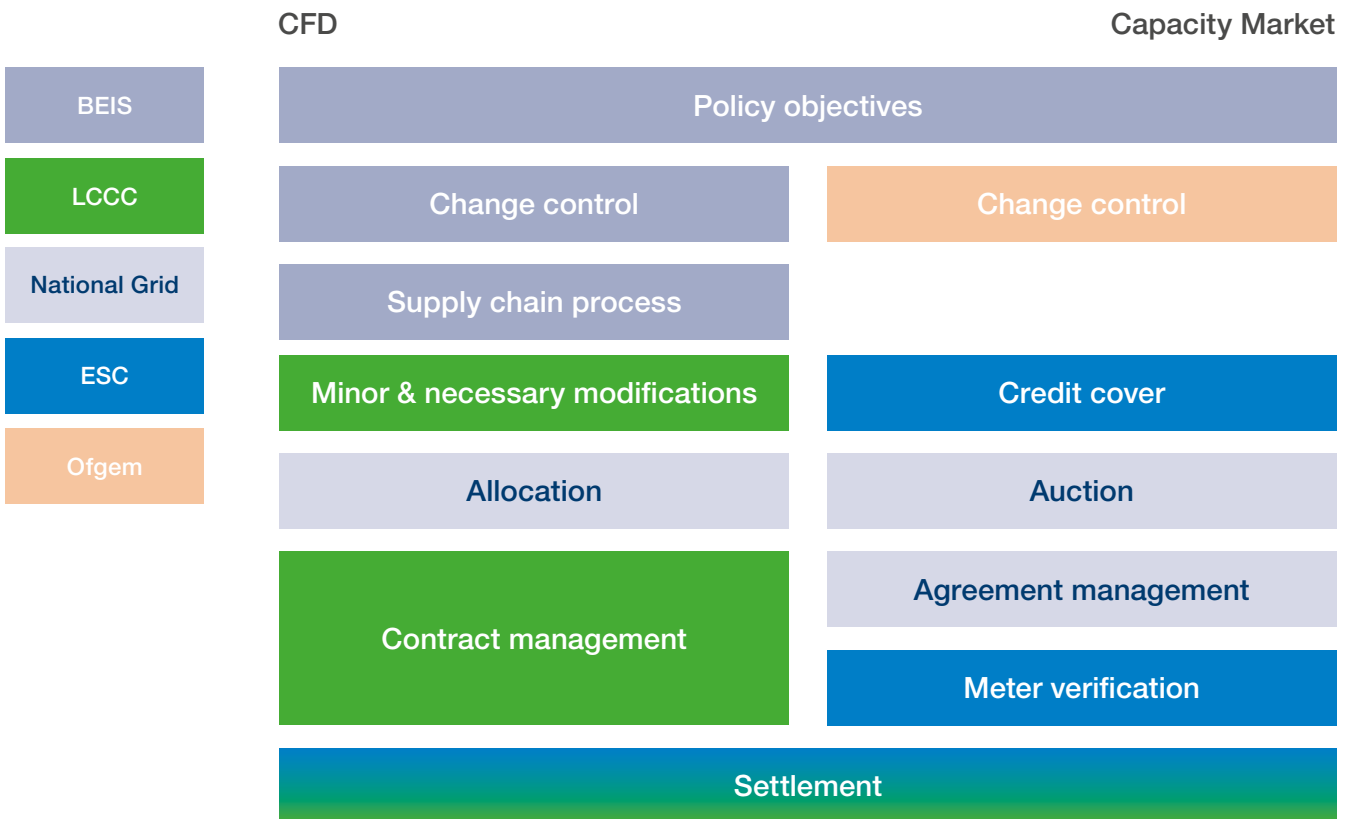 CFD
Capacity Market
BEIS
Policy objectives
LCCC
Change control
Change control
National Grid
Supply chain process
ESC
Minor & necessary modifications
Credit cover
Ofgem
Allocation
Auction
Contract management
Agreement management
Meter verification
Settlement